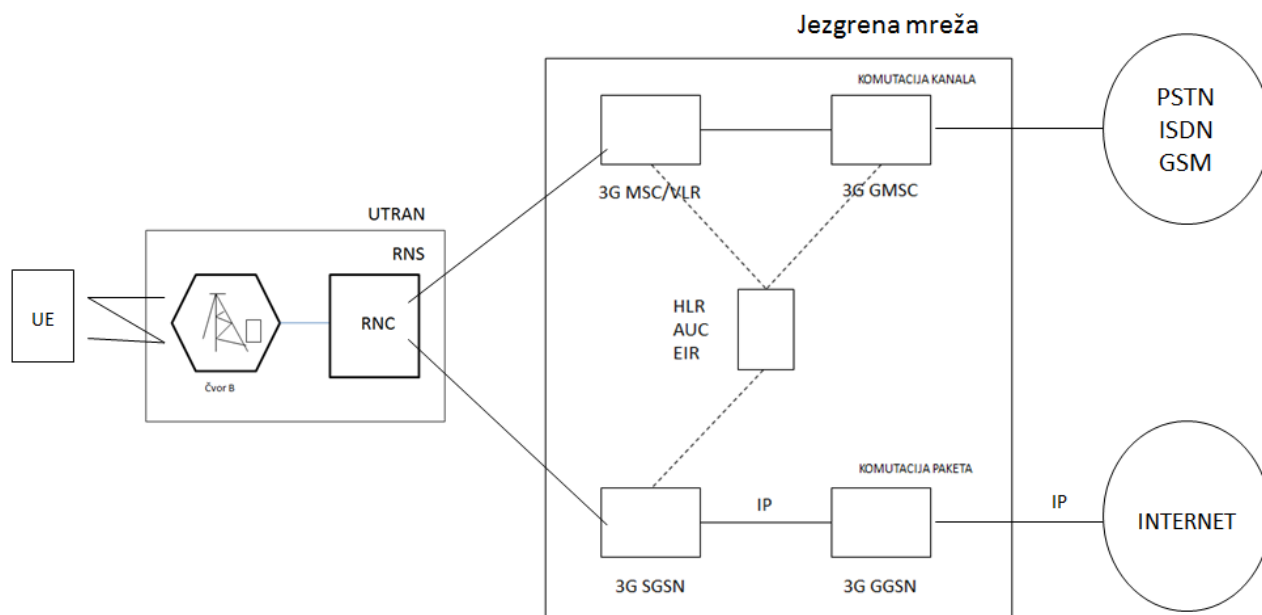 Jezgrena mreža
KOMUTACIJA KANALA
PSTN
ISDN
GSM
3G MSC/VLR
3G GMSC
UTRAN
RNS
UE
RNC
Čvor B
HLR
AUC
EIR
KOMUTACIJA PAKETA
IP
IP
INTERNET
3G SGSN
3G GGSN